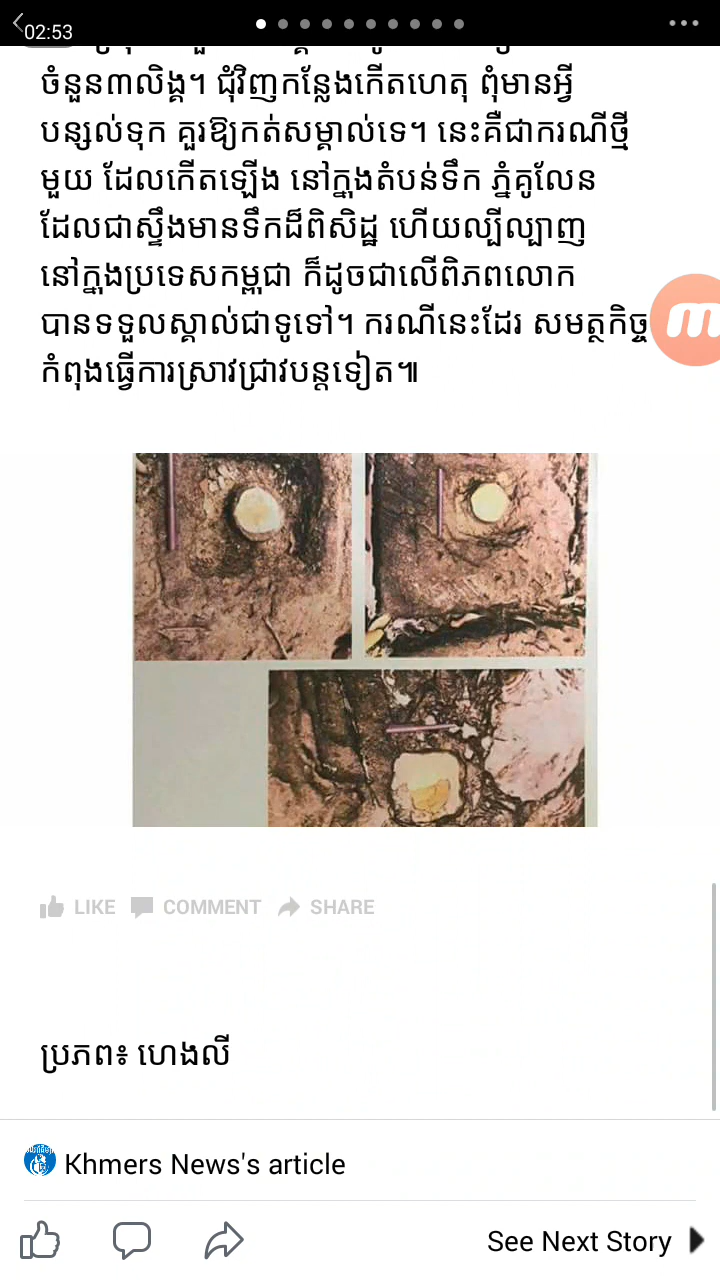 02:53
ចំនួន៣លិង្គ។ ជុំវិញកន្លែងកើតហេតុ ពុំមានអ្វី
បន្សល់ទុក គួរឱ្យកត់សម្គាល់ទេ។ នេះគឺជាករណីថ្មី
មួយ ដែលកើតឡើង នៅក្នុងតំបន់ទឹក ភ្នំគូលែន
ដែលជាស្ទឹងមានទឹកដ៏ពិសិដ្ឋ ហើយល្បីល្បាញ
នៅក្នុងប្រទេសកម្ពុជា ក៏ដូចជាលើពិភពលោក
បានទទួលស្គាល់ជាទូទៅ។ ករណីនេះដែរ សមត្ថកិច្ច
កំពុងធ្វើការស្រាវជ្រាវបន្តទៀត៕
LIKE COMMENT SHARE
ប្រភព៖ ហេងលី
Khmers News's article
See Next Story